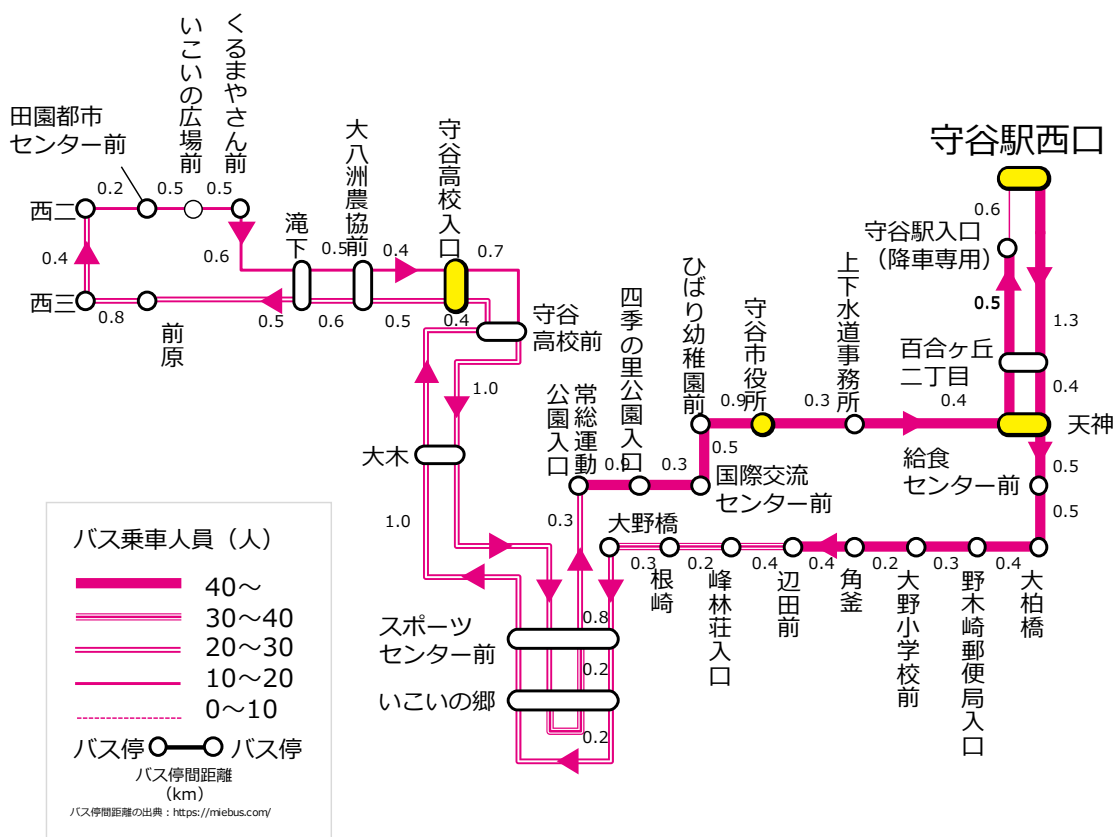 くるまやさん前
いこいの広場前
田園都市
センター前
大八洲農協前
守谷高校入口
守谷駅西口
0.2
0.5
0.5
西二
滝下
0.5
0.4
0.7
0.6
守谷駅入口
（降車専用）
0.4
0.6
ひばり幼稚園前
上下水道事務所
四季の里公園入口
西三
0.8
前原
0.5
0.6
0.5
0.4
守谷
高校前
守谷市役所
0.5
1.3
百合ヶ丘
二丁目
0.4
1.0
常総運動
公園入口
0.9
0.3
0.4
天神
大木
0.9
0.3
0.5
国際交流
センター前
給食
センター前
0.5
1.0
0.3
大野橋
0.5
0.3
0.2
0.4
0.4
0.2
0.3
0.4
根崎
峰林荘入口
辺田前
角釜
大野小学校前
野木崎郵便局入口
大柏橋
スポーツ
センター前
0.8
0.2
いこいの郷
0.2
バス乗車人員（人）
40～
30～40
20～30
10～20
0～10
バス停 バス停
バス停間距離
（km）
バス停間距離の出典：https://miebus.com/